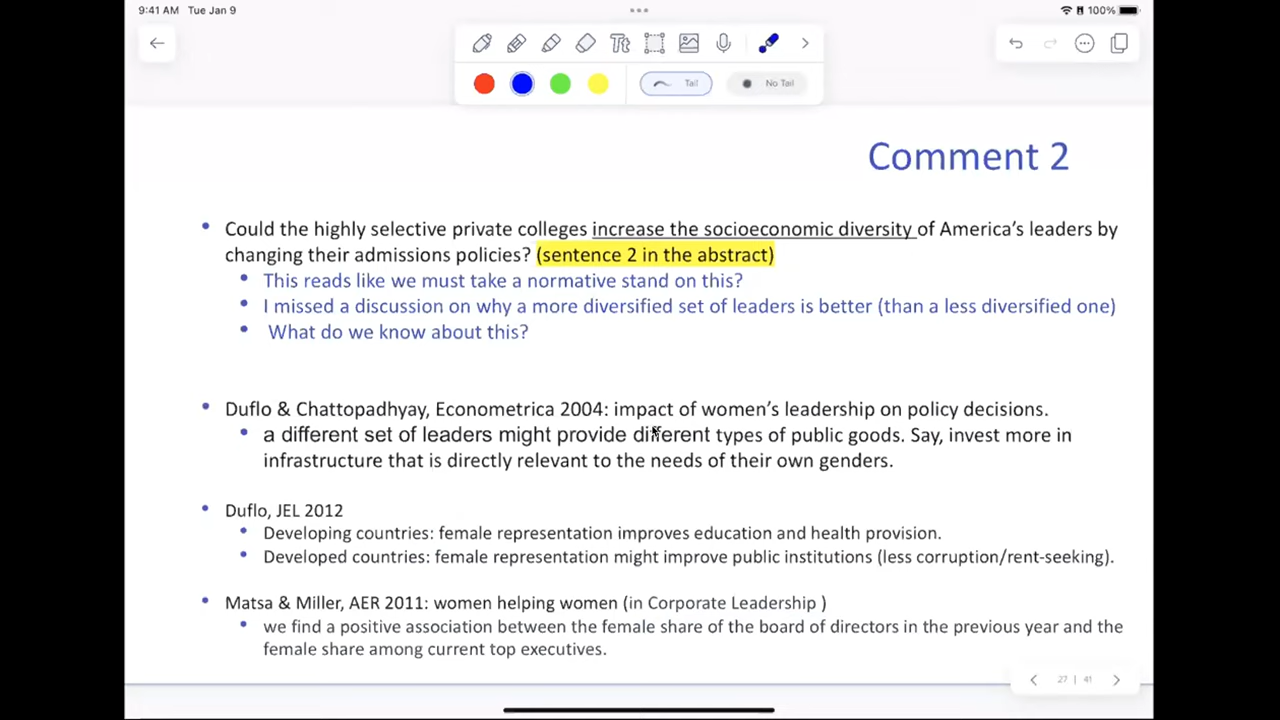 9:41 AM Tue Jan 9
100%
Tt
Tail
No Tail
Comment 2
• Could the highly selective private colleges increase the socioeconomic diversity of America's leaders by
changing their admissions policies? (sentence 2 in the abstract)
• This reads like we must take a normative stand on this?
• I missed a discussion on why a more diversified set of leaders is better (than a less diversified one)
• What do we know about this?
• Duflo & Chattopadhyay, Econometrica 2004: impact of women's leadership on policy decisions.
• a different set of leaders might provide different types of public goods. Say, invest more in
infrastructure that is directly relevant to the needs of their own genders.
• Duflo, JEL 2012
• Developing countries: female representation improves education and health provision.
• Developed countries: female representation might improve public institutions (less corruption/rent-seeking).
• Matsa & Miller, AER 2011: women helping women (in Corporate Leadership )
• we find a positive association between the female share of the board of directors in the previous year and the
female share among current top executives.
27 | 41